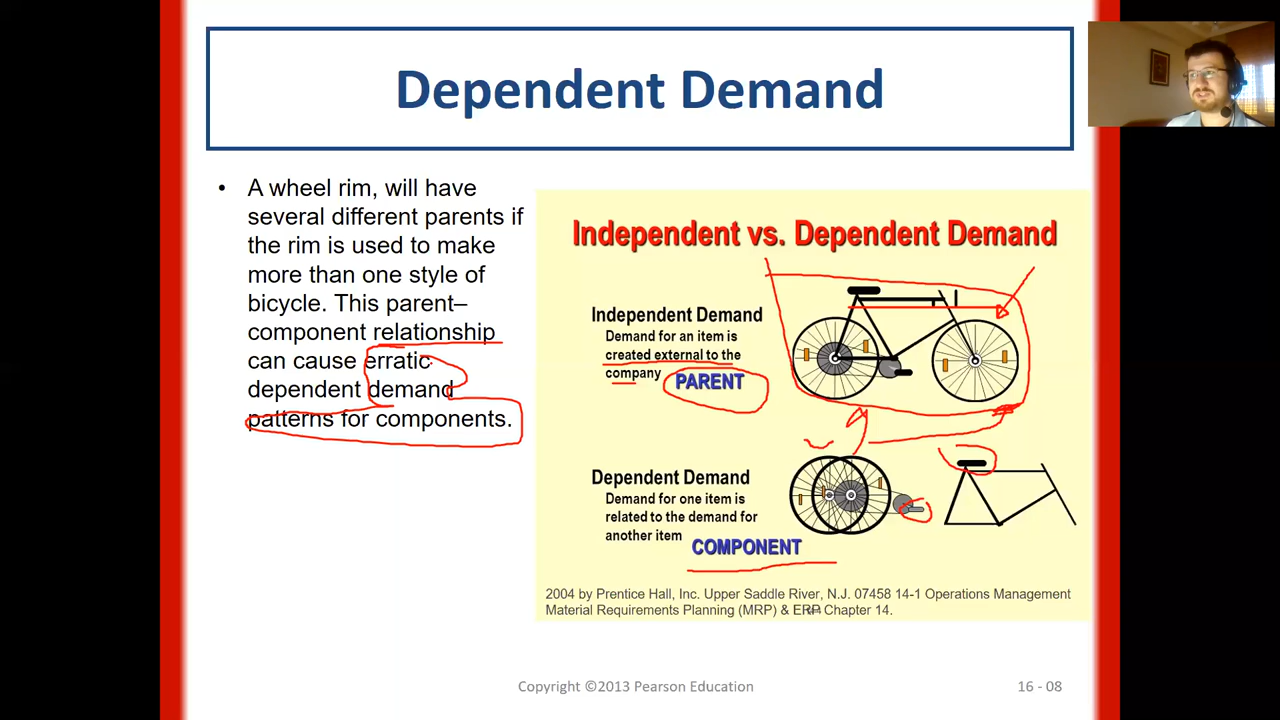 Dependent Demand
• A wheel rim, will have
several different parents if
the rim is used to make
more than one style of
bicycle. This parent–
component relationship
can cause erratic
dependent demand
patterns for components.
Independent vs. Dependent Demand
Independent Demand
Demand for an item is
created external to the
company
PARENT
Dependent Demand
Demand for one item is
related to the demand for
another item
COMPONENT
2004 by Prentice Hall, Inc. Upper Saddle River, N.J. 07458 14-1 Operations Management
Material Requirements Planning (MRP) & ERP Chapter 14.
Copyright ©2013 Pearson Education
16 - 08